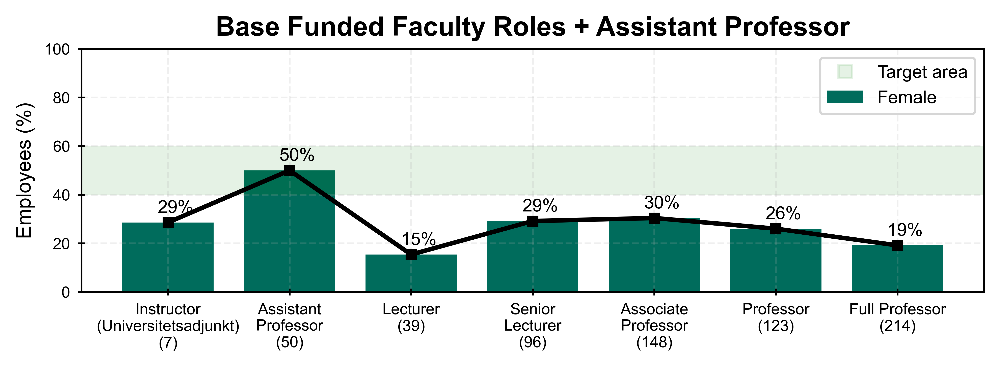 Base Funded Faculty Roles + Assistant Professor
100
80
60
40
20
0
Employees (%)
Target area
Female
29%
50%
15%
29%
30%
26%
19%
Instructor
(Universitetsadjunkt)
(7)
Assistant
Professor
(50)
Lecturer
(39)
Senior
Lecturer
(96)
Associate
Professor
(148)
Professor
(123)
Full Professor
(214)